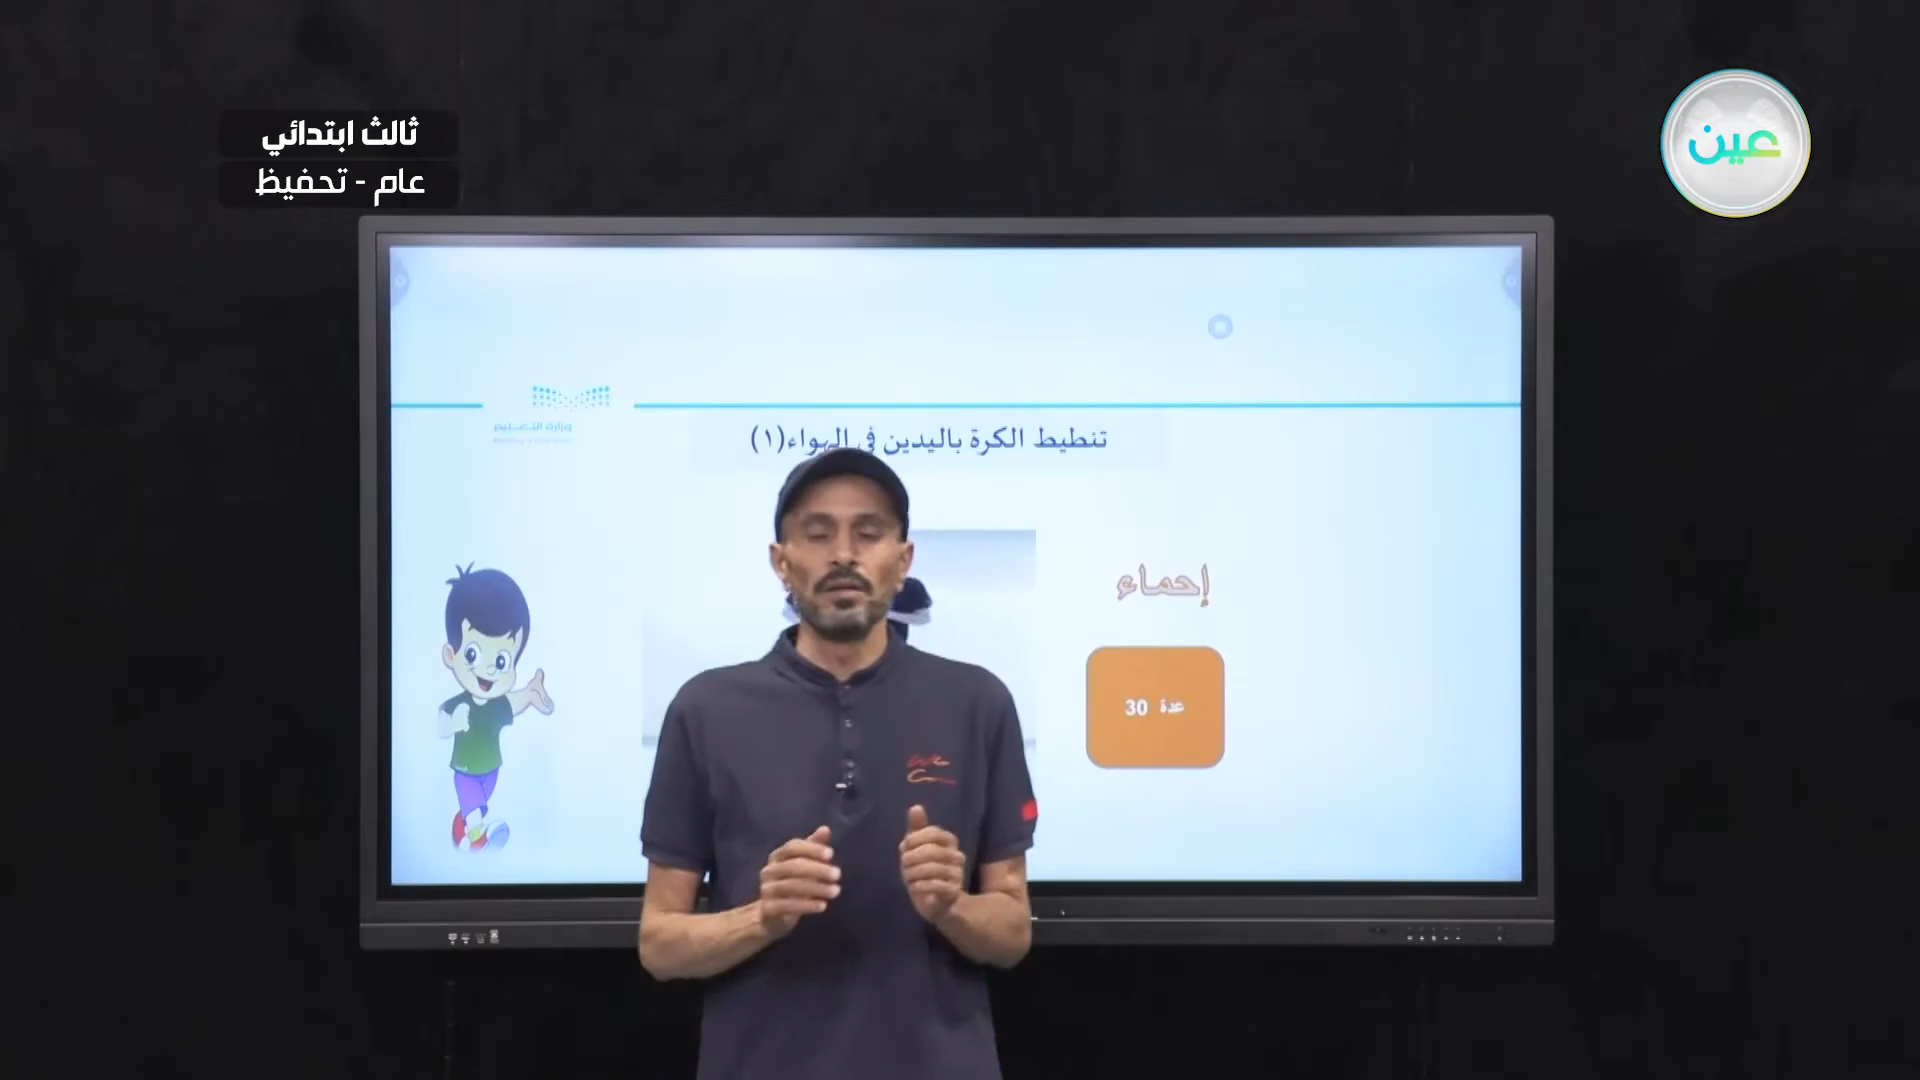 ثالث ابتدائي
عام - تحفيظ
عين
وزارة التعليم
تنطيط الكرة باليدين في الهواء (١)
إحماء
عدة 30